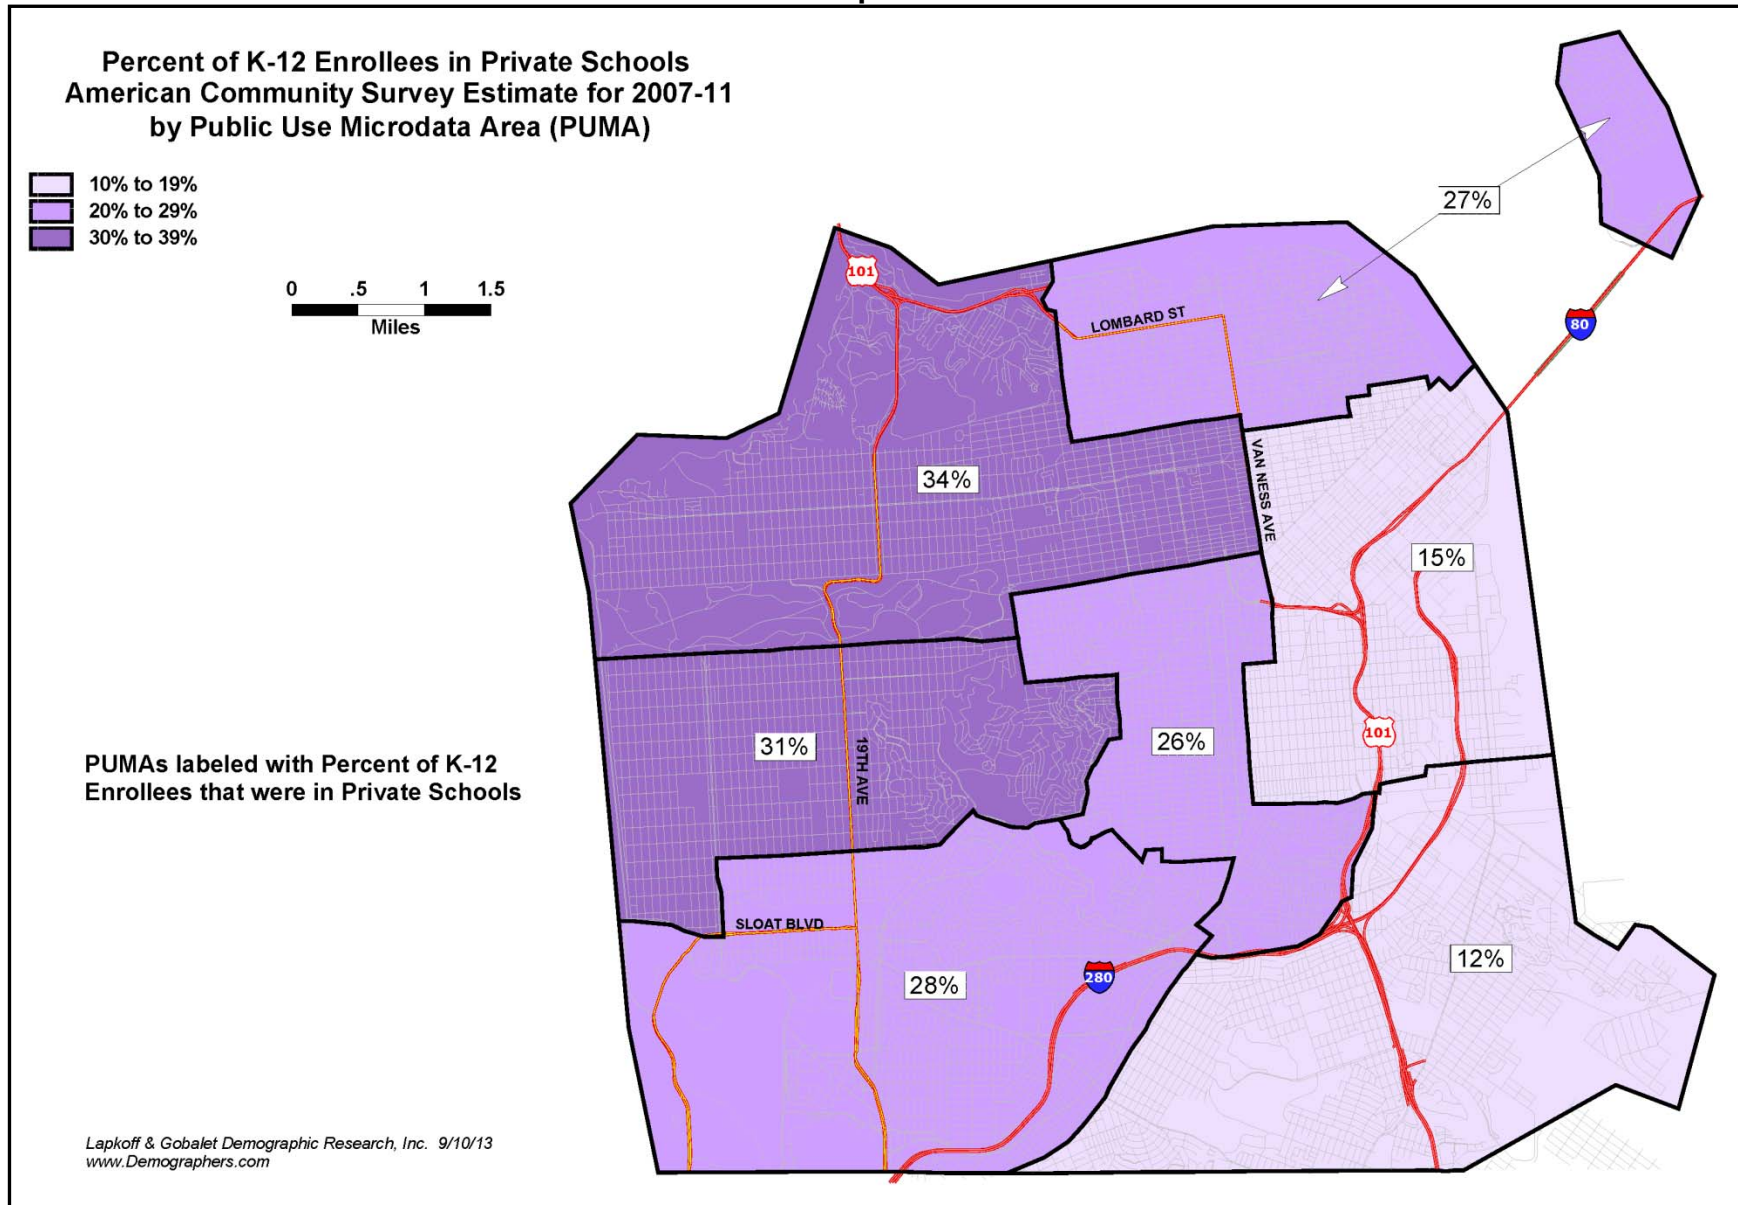 Percent of K-12 Enrollees in Private Schools
American Community Survey Estimate for 2007-11
by Public Use Microdata Area (PUMA)
10% to 19%
20% to 29%
30% to 39%
0 .5 1 1.5
Miles
27%
101
80
LOMBARD ST
VAN NESS AVE
34%
15%
31%
19TH AVE
26%
101
PUMAs labeled with Percent of K-12
Enrollees that were in Private Schools
SLOAT BLVD
28%
280
12%
Lapkoff & Gobalet Demographic Research, Inc. 9/10/13
www.Demographers.com